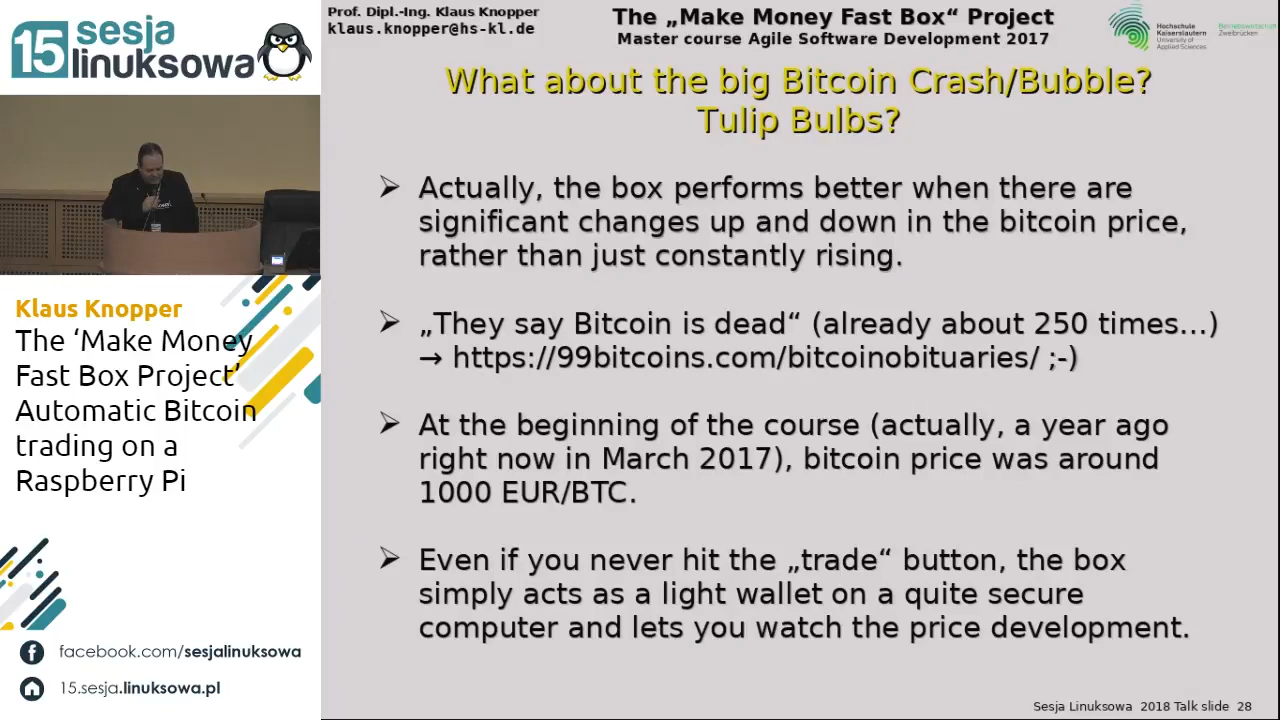 15 sesja
linuksowa
Klaus Knopper
The ‘Make Money
Fast Box Project’
Automatic Bitcoin
trading on a
Raspberry Pi
facebook.com/sesjalinuksowa
15.sesja.linuksowa.pl
Prof. Dipl.-Ing. Klaus Knopper
klaus.knopper@hs-kl.de
The „Make Money Fast Box“ Project
Master course Agile Software Development 2017
Hochschule
Kaiserslautern
University of
Applied Sciences
Betriebswirtschaft
Zweibrücken
What about the big Bitcoin Crash/Bubble?
Tulip Bulbs?
➢ Actually, the box performs better when there are
significant changes up and down in the bitcoin price,
rather than just constantly rising.
➢ „They say Bitcoin is dead“ (already about 250 times...)
→ https://99bitcoins.com/bitcoinobituaries/ ;-)
➢ At the beginning of the course (actually, a year ago
right now in March 2017), bitcoin price was around
1000 EUR/BTC.
➢ Even if you never hit the „trade“ button, the box
simply acts as a light wallet on a quite secure
computer and lets you watch the price development.
Sesja Linuksowa 2018 Talk slide 28